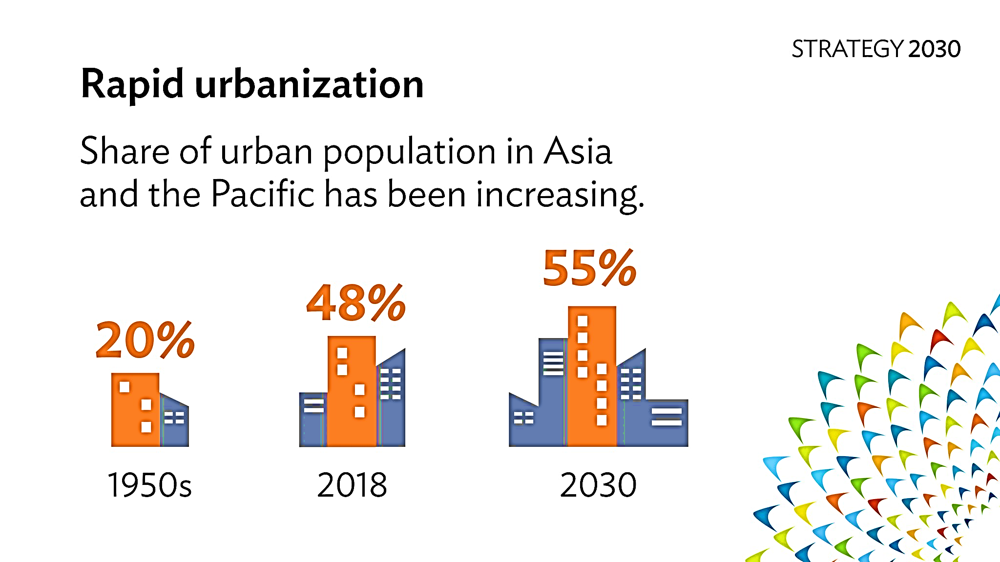 STRATEGY 2030
Rapid urbanization
Share of urban population in Asia
and the Pacific has been increasing.
20%
48%
55%
1950s
2018
2030